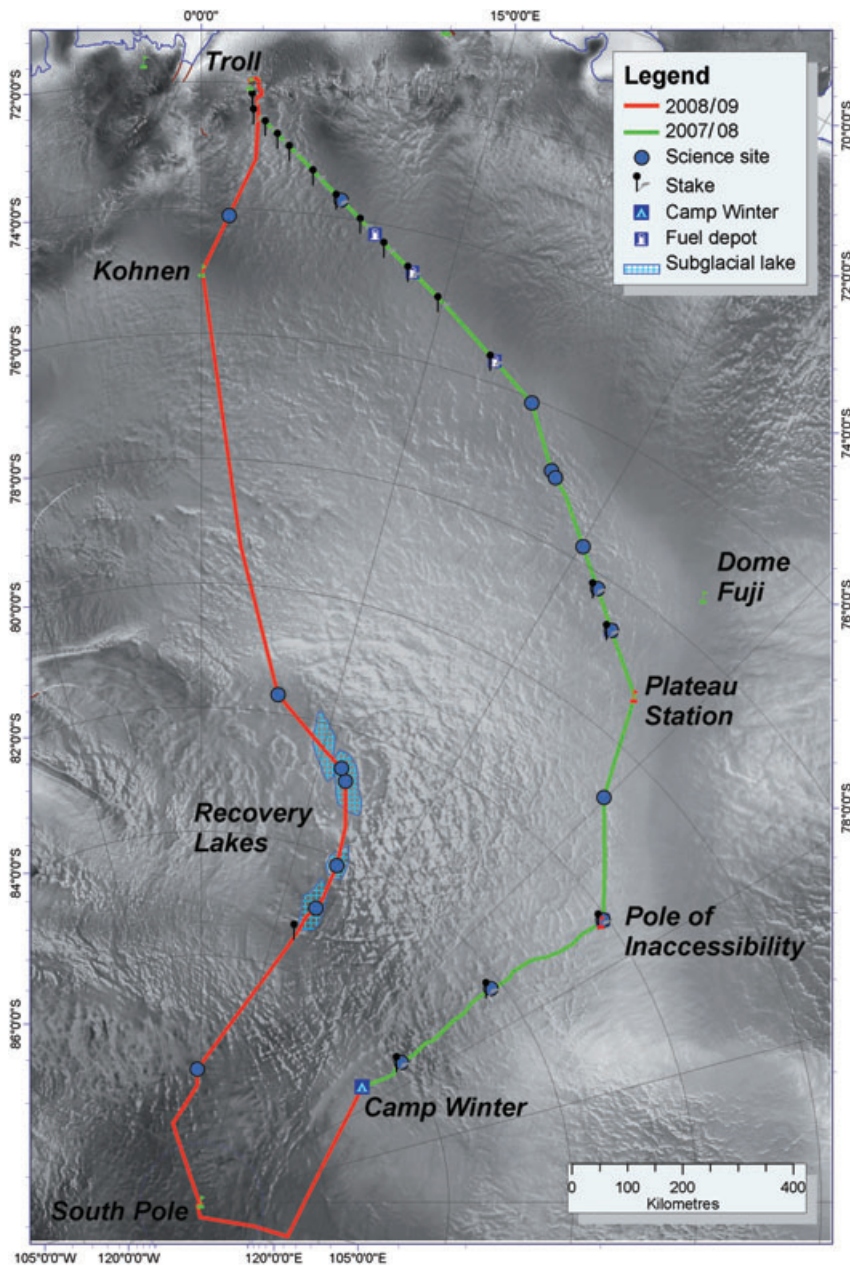 0°0'0"
15°0'0"E
Troll
Legend
2008/09
2007/08
Science site
Stake
Camp Winter
Fuel depot
Subglacial lake
72°0'0"S
74°0'0"S
76°0'0"S
78°0'0"S
80°0'0"S
82°0'0"S
84°0'0"S
86°0'0"S
70°0'0"S
72°0'0"S
74°0'0"S
76°0'0"S
78°0'0"S
Kohnen
Dome
Fuji
Plateau
Station
Recovery
Lakes
Pole of
Inaccessibility
Camp Winter
South Pole
0 100 200 400
Kilometres
105°0'0"W
120°0'0"W
120°0'0"E
105°0'0"E